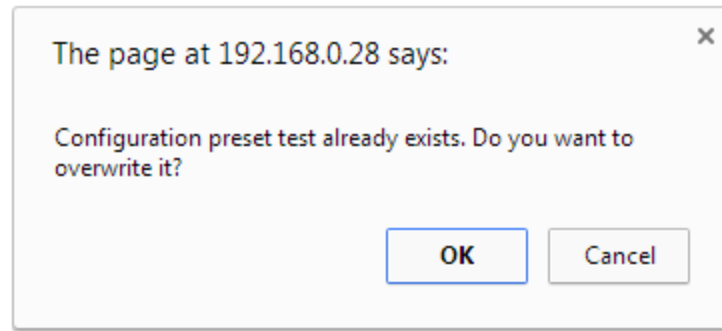 The page at 192.168.0.28 says:
Configuration preset test already exists. Do you want to
overwrite it?
OK
Cancel